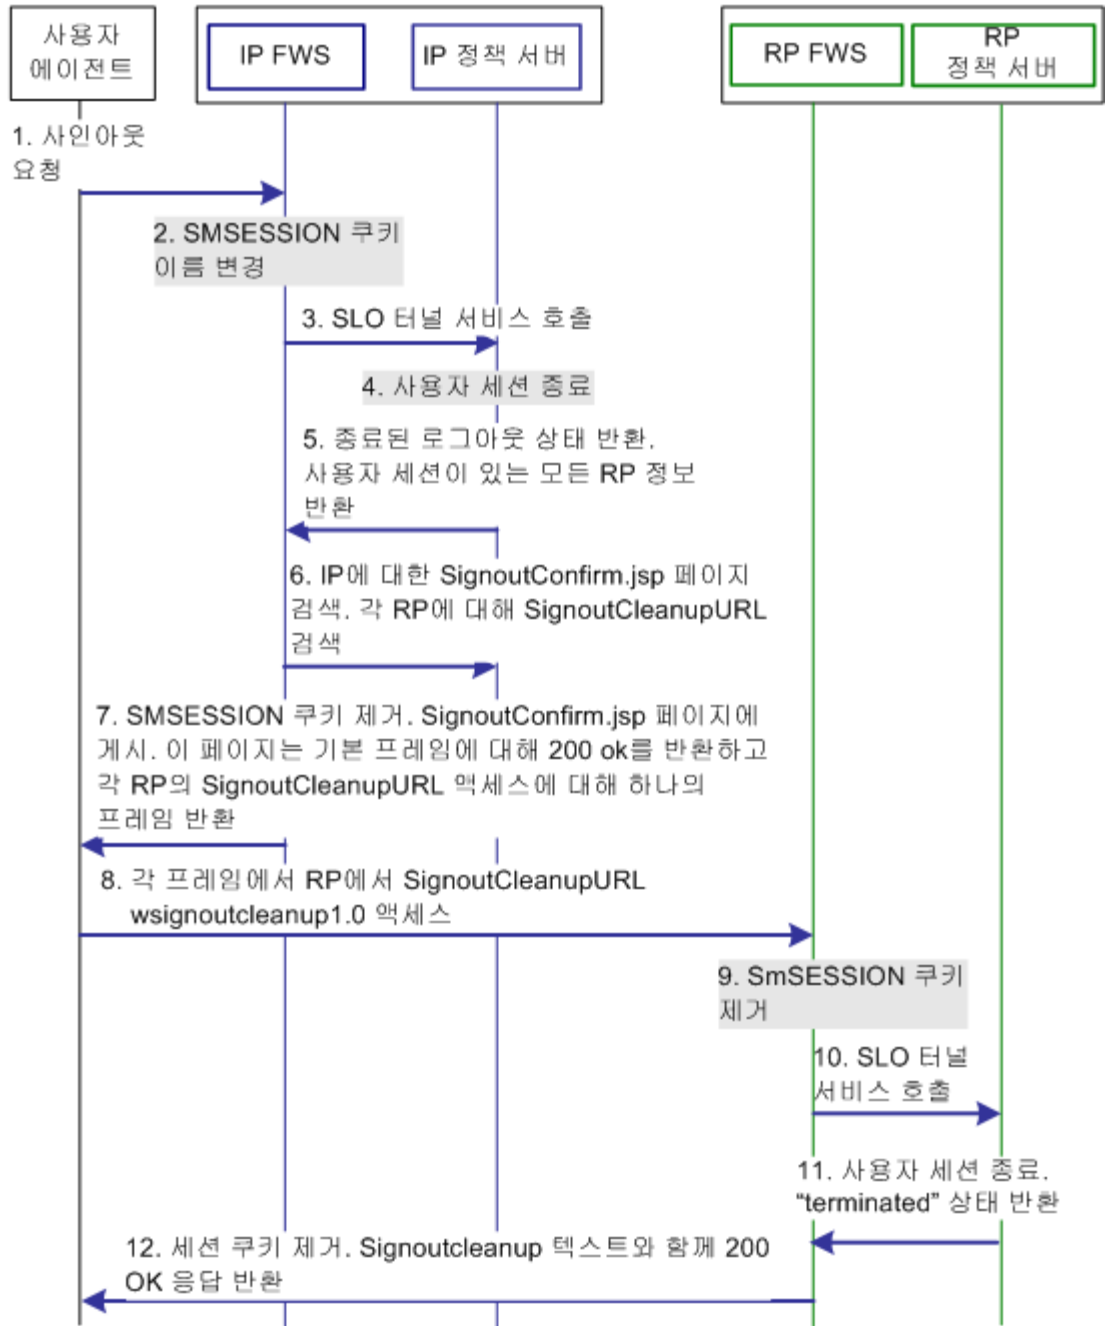 사용자
에이전트
IP FWS
IP 정책 서버
RP FWS
RP
정책 서버
1. 사인아웃
요청
2. SMSESSION 쿠키
이름 변경
3. SLO 터널 서비스 호출
4. 사용자 세션 종료
5. 종료된 로그아웃 상태 반환.
사용자 세션이 있는 모든 RP 정보
반환
6. IP에 대한 SignoutConfirm.jsp 페이지
검색. 각 RP에 대해 SignoutCleanupURL
검색
7. SMSESSION 쿠키 제거. SignoutConfirm.jsp 페이지에
게시. 이 페이지는 기본 프레임에 대해 200 ok를 반환하고
각 RP의 SignoutCleanupURL 액세스에 대해 하나의
프레임 반환
8. 각 프레임에서 RP에서 SignoutCleanupURL
wsignoutcleanup1.0 액세스
9. SmSESSION 쿠키
제거
10. SLO 터널
서비스 호출
11. 사용자 세션 종료.
“terminated” 상태 반환
12. 세션 쿠키 제거. Signoutcleanup 텍스트와 함께 200
OK 응답 반환